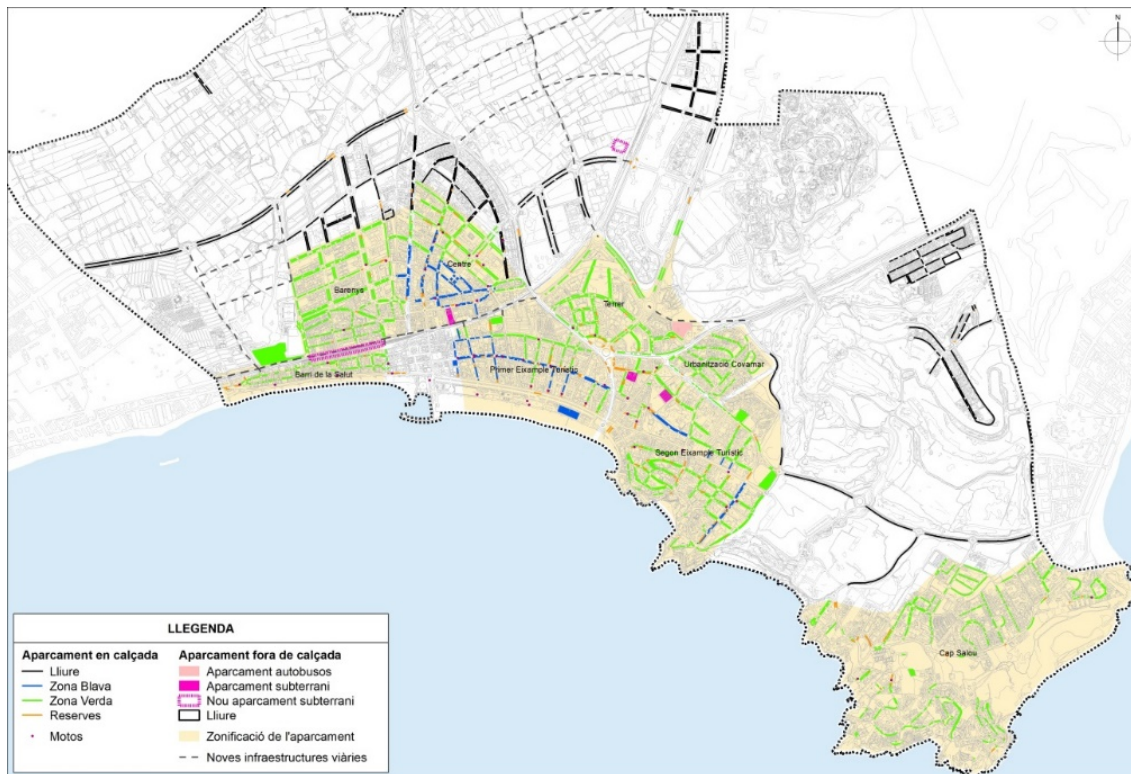 N
Centre
Barenys
Terrer
Urbanització Covamar
Primer Eixample Turístic
Barri de la Salut
Segon Eixample Turístic
Cap Salou
LLEGENDA
Aparcament en calçada
Lliure
Zona Blava
Zona Verda
Reserves
Motos
Aparcament fora de calçada
Aparcament autobusos
Aparcament subterrani
Nou aparcament subterrani
Lliure
Zonificació de l'aparcament
Noves infraestructures viàries